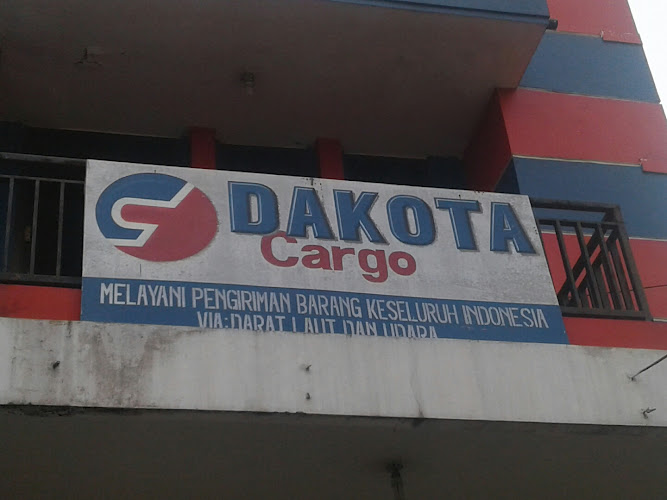 DAKOTA
Cargo
MELAYANI PENGIRIMAN BARANG KESELURUH INDONESIA
VIA: DARAT LAUT DAN UDARA